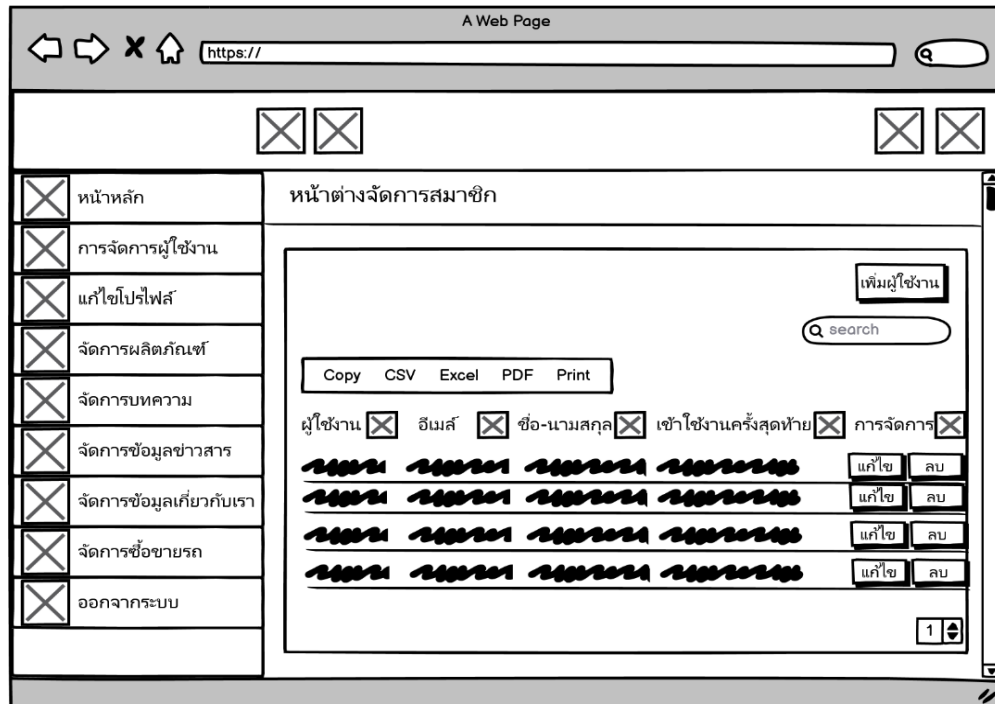 A Web Page
https://
หน้าหลัก
การจัดการผู้ใช้งาน
แก้ไขโปรไฟล์
จัดการผลิตภัณฑ์
จัดการบทความ
จัดการข้อมูลข่าวสาร
จัดการข้อมูลเกี่ยวกับเรา
จัดการซื้อขายรถ
ออกจากระบบ
หน้าต่างจัดการสมาชิก
เพิ่มผู้ใช้งาน
search
Copy CSV Excel PDF Print
ผู้ใช้งาน อีเมล์ ชื่อ-นามสกุล เข้าใช้งานครั้งสุดท้าย การจัดการ
แก้ไข ลบ
แก้ไข ลบ
แก้ไข ลบ
แก้ไข ลบ
1